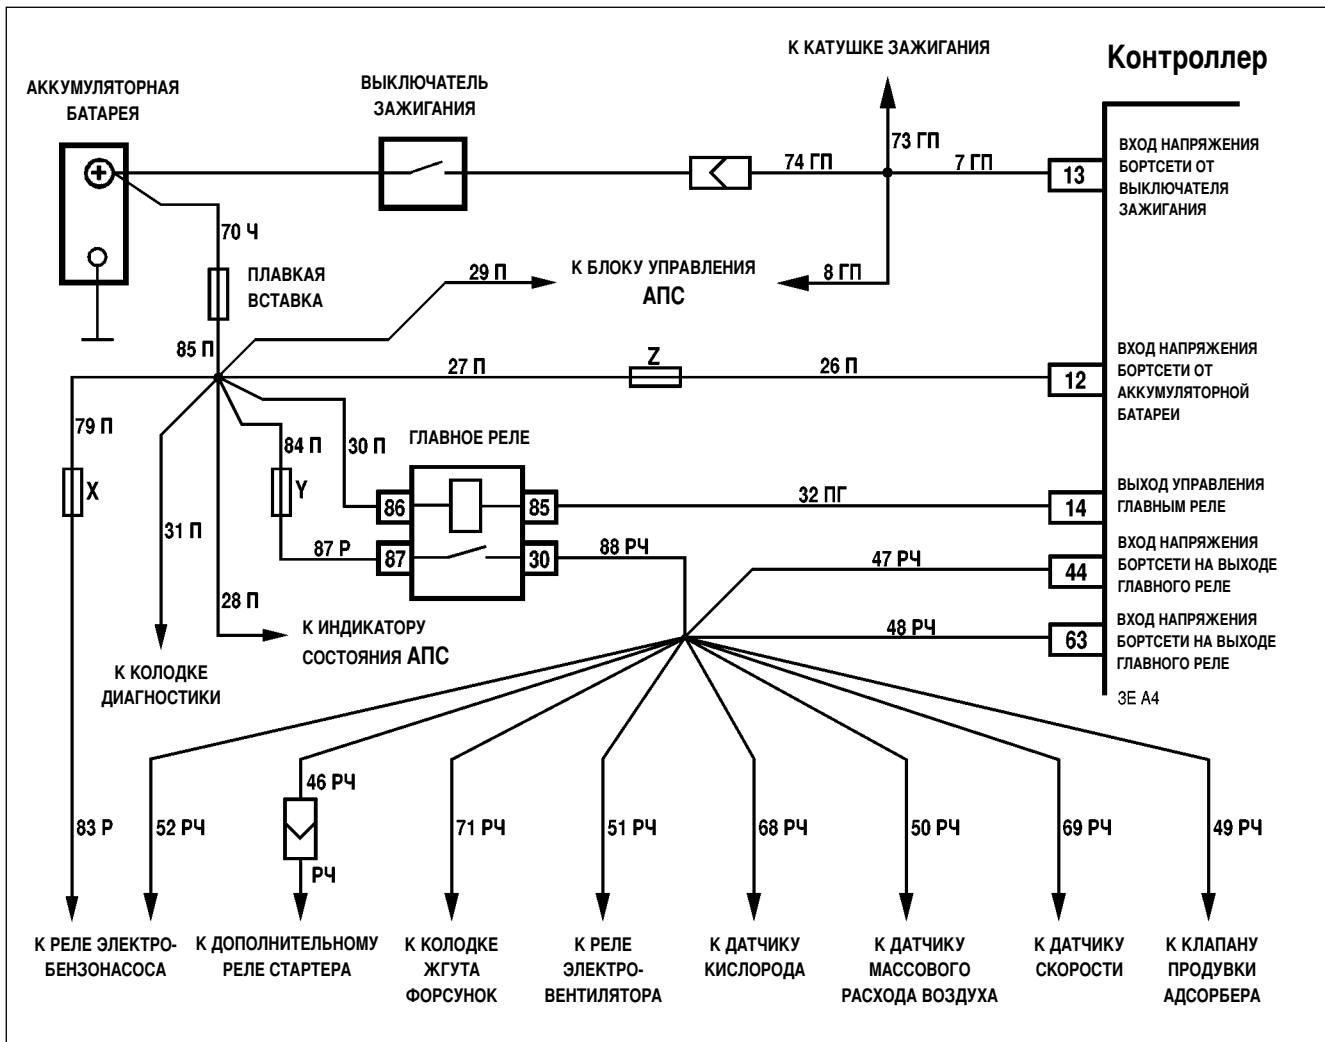 К КАТУШКЕ ЗАЖИГАНИЯ
Контроллер
АККУМУЛЯТОРНАЯ
БАТАРЕЯ
ВЫКЛЮЧАТЕЛЬ
ЗАЖИГАНИЯ
73 ГП
74 ГП
7 ГП
13
ВХОД НАПРЯЖЕНИЯ
БОРТСЕТИ ОТ
ВЫКЛЮЧАТЕЛЯ
ЗАЖИГАНИЯ
70 Ч
ПЛАВКАЯ
ВСТАВКА
29 П
К БЛОКУ УПРАВЛЕНИЯ
АПС
8 ГП
85 П
27 П
Z
26 П
12
ВХОД НАПРЯЖЕНИЯ
БОРТСЕТИ ОТ
АККУМУЛЯТОРНОЙ
БАТАРЕИ
79 П
84 П
30 П
ГЛАВНОЕ РЕЛЕ
X
Y
86
85
32 ПГ
14
ВЫХОД УПРАВЛЕНИЯ
ГЛАВНЫМ РЕЛЕ
31 П
87 Р
87
30
88 РЧ
47 РЧ
44
ВХОД НАПРЯЖЕНИЯ
БОРТСЕТИ НА ВЫХОДЕ
ГЛАВНОГО РЕЛЕ
28 П
К ИНДИКАТОРУ
СОСТОЯНИЯ АПС
48 РЧ
63
ВХОД НАПРЯЖЕНИЯ
БОРТСЕТИ НА ВЫХОДЕ
ГЛАВНОГО РЕЛЕ
К КОЛОДКЕ
ДИАГНОСТИКИ
3Е А4
83 Р
52 РЧ
46 РЧ
РЧ
71 РЧ
51 РЧ
68 РЧ
50 РЧ
69 РЧ
49 РЧ
К РЕЛЕ ЭЛЕКТРО-
БЕНЗОНАСОСА
К ДОПОЛНИТЕЛЬНОМУ
РЕЛЕ СТАРТЕРА
К КОЛОДКЕ
ЖГУТА
ФОРСУНОК
К РЕЛЕ
ЭЛЕКТРО-
ВЕНТИЛЯТОРА
К ДАТЧИКУ
КИСЛОРОДА
К ДАТЧИКУ
МАССОВОГО
РАСХОДА ВОЗДУХА
К ДАТЧИКУ
СКОРОСТИ
К КЛАПАНУ
ПРОДУВКИ
АДСОРБЕРА